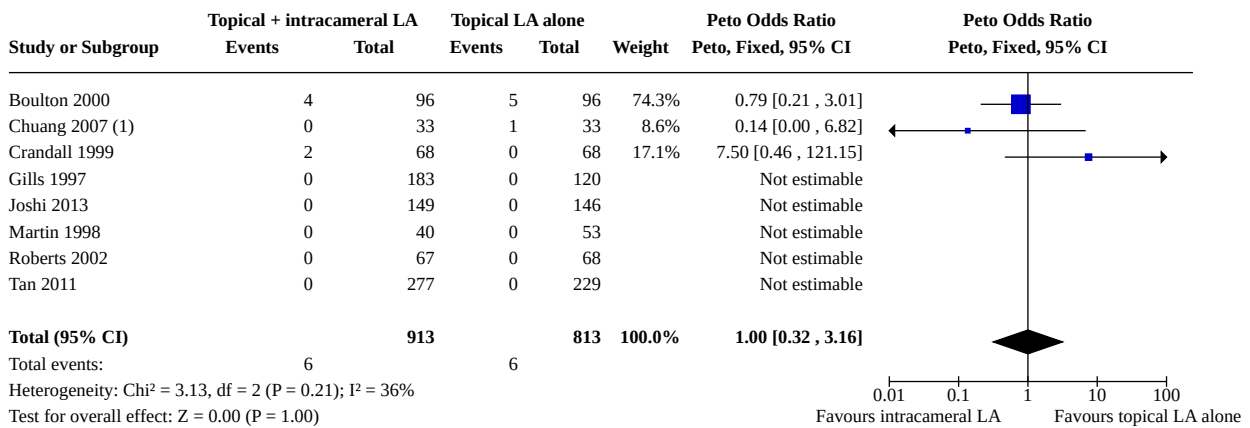 Topical + intracameral LA Topical LA alone Peto Odds Ratio Peto Odds Ratio
Study or Subgroup Events Total Events Total Weight Peto, Fixed, 95% CI Peto, Fixed, 95% CI
Boulton 2000 4 96 5 96 74.3% 0.79 [0.21 , 3.01]
Chuang 2007 (1) 0 33 1 33 8.6% 0.14 [0.00 , 6.82]
Crandall 1999 2 68 0 68 17.1% 7.50 [0.46 , 121.15]
Gills 1997 0 183 0 120 Not estimable
Joshi 2013 0 149 0 146 Not estimable
Martin 1998 0 40 0 53 Not estimable
Roberts 2002 0 67 0 68 Not estimable
Tan 2011 0 277 0 229 Not estimable
Total (95% CI) 913 813 100.0% 1.00 [0.32 , 3.16]
Total events: 6 6
Heterogeneity: Chi² = 3.13, df = 2 (P = 0.21); I² = 36%
0.01 0.1 1 10 100
Test for overall effect: Z = 0.00 (P = 1.00)
Favours intracameral LA Favours topical LA alone